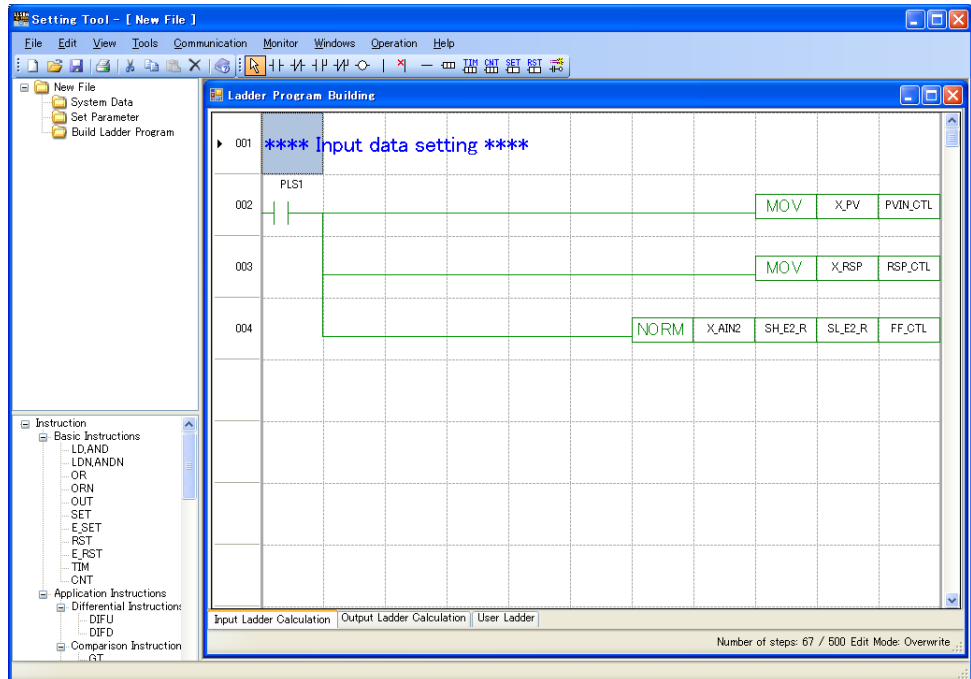 Setting Tool - [ New File ]
File Edit View Tools Communication Monitor Windows Operation Help
TIM CNT SET RST
New File
System Data
Set Parameter
Build Ladder Program
Ladder Program Building
001 **** Input data setting ****
PLS1
002 MOV X_PV PVIN_CTL
003 MOV X_RSP RSP_CTL
004 NORM X_AIN2 SH_E2_R SL_E2_R FF_CTL
Instruction
Basic Instructions
LD,AND
LDN,ANDN
OR
ORN
OUT
SET
E_SET
RST
E_RST
TIM
CNT
Application Instructions
Differential Instructions
DIFU
DIFD
Comparison Instruction
GT
Input Ladder Calculation Output Ladder Calculation User Ladder
Number of steps: 67 / 500 Edit Mode: Overwrite